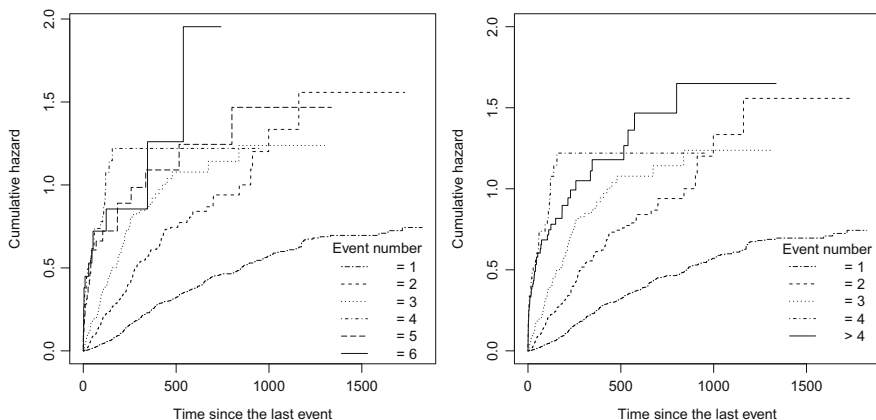 Cumulative hazard
2.0
1.5
1.0
0.5
0.0
Event number
= 1
= 2
= 3
= 4
= 5
= 6
0 500 1000 1500
Time since the last event
Cumulative hazard
2.0
1.5
1.0
0.5
0.0
Event number
= 1
= 2
= 3
= 4
> 4
0 500 1000 1500
Time since the last event